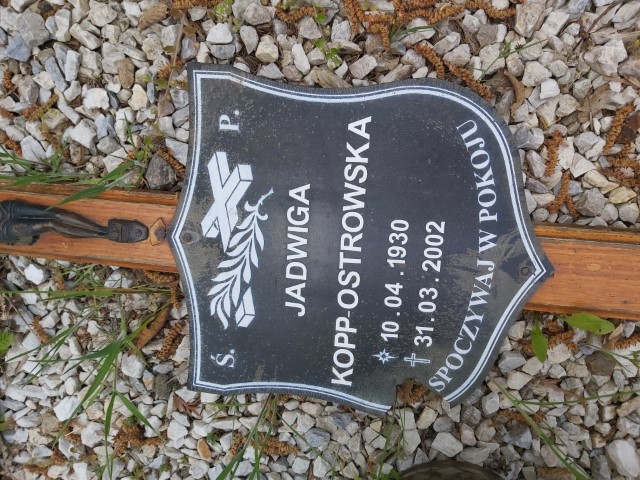 Ś. P.
JADWIGA
KOPP-OSTROWSKA
10.04.1930
31.03.2002
SPOCZYWAJ W POKOJU